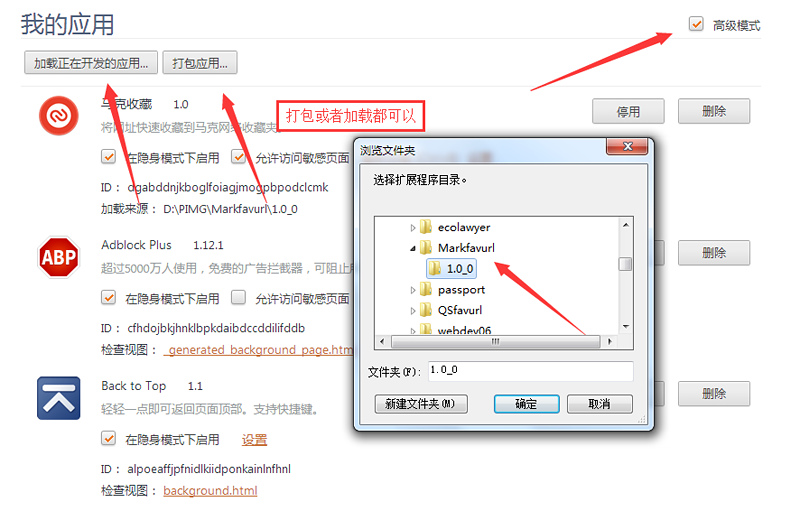 我的应用
高级模式
加载正在开发的应用... 打包应用...
打包或者加载都可以
马克收藏 1.0
停用 删除
将网址快速收藏到马克网络收藏夹
在隐身模式下启用 允许访问敏感页面 设置
ID： dgabddnjkboglfoiagjmogpbpodclcmk
加载来源： D:\PIMG\Markfavurl\1.0_0
Adblock Plus 1.12.1
删除
超过5000万人使用，免费的广告拦截器，可阻止
在隐身模式下启用 允许访问敏感页面
ID： cfhdojbkjhnklbpkdaibdccddilifddb
检查视图： _generated_background_page.htm
Back to Top 1.1
删除
轻轻一点即可返回页面顶部。支持快捷键。
在隐身模式下启用 设置
ID： alpoeaffjpfnidlkiidponkainlnfhnl
检查视图： background.html
ABP
浏览文件夹
选择扩展程序目录。
ecolawyer
Markfavurl
1.0_0
passport
QSfavurl
webdev06
文件夹(F)： 1.0_0
新建文件夹(M) 确定 取消